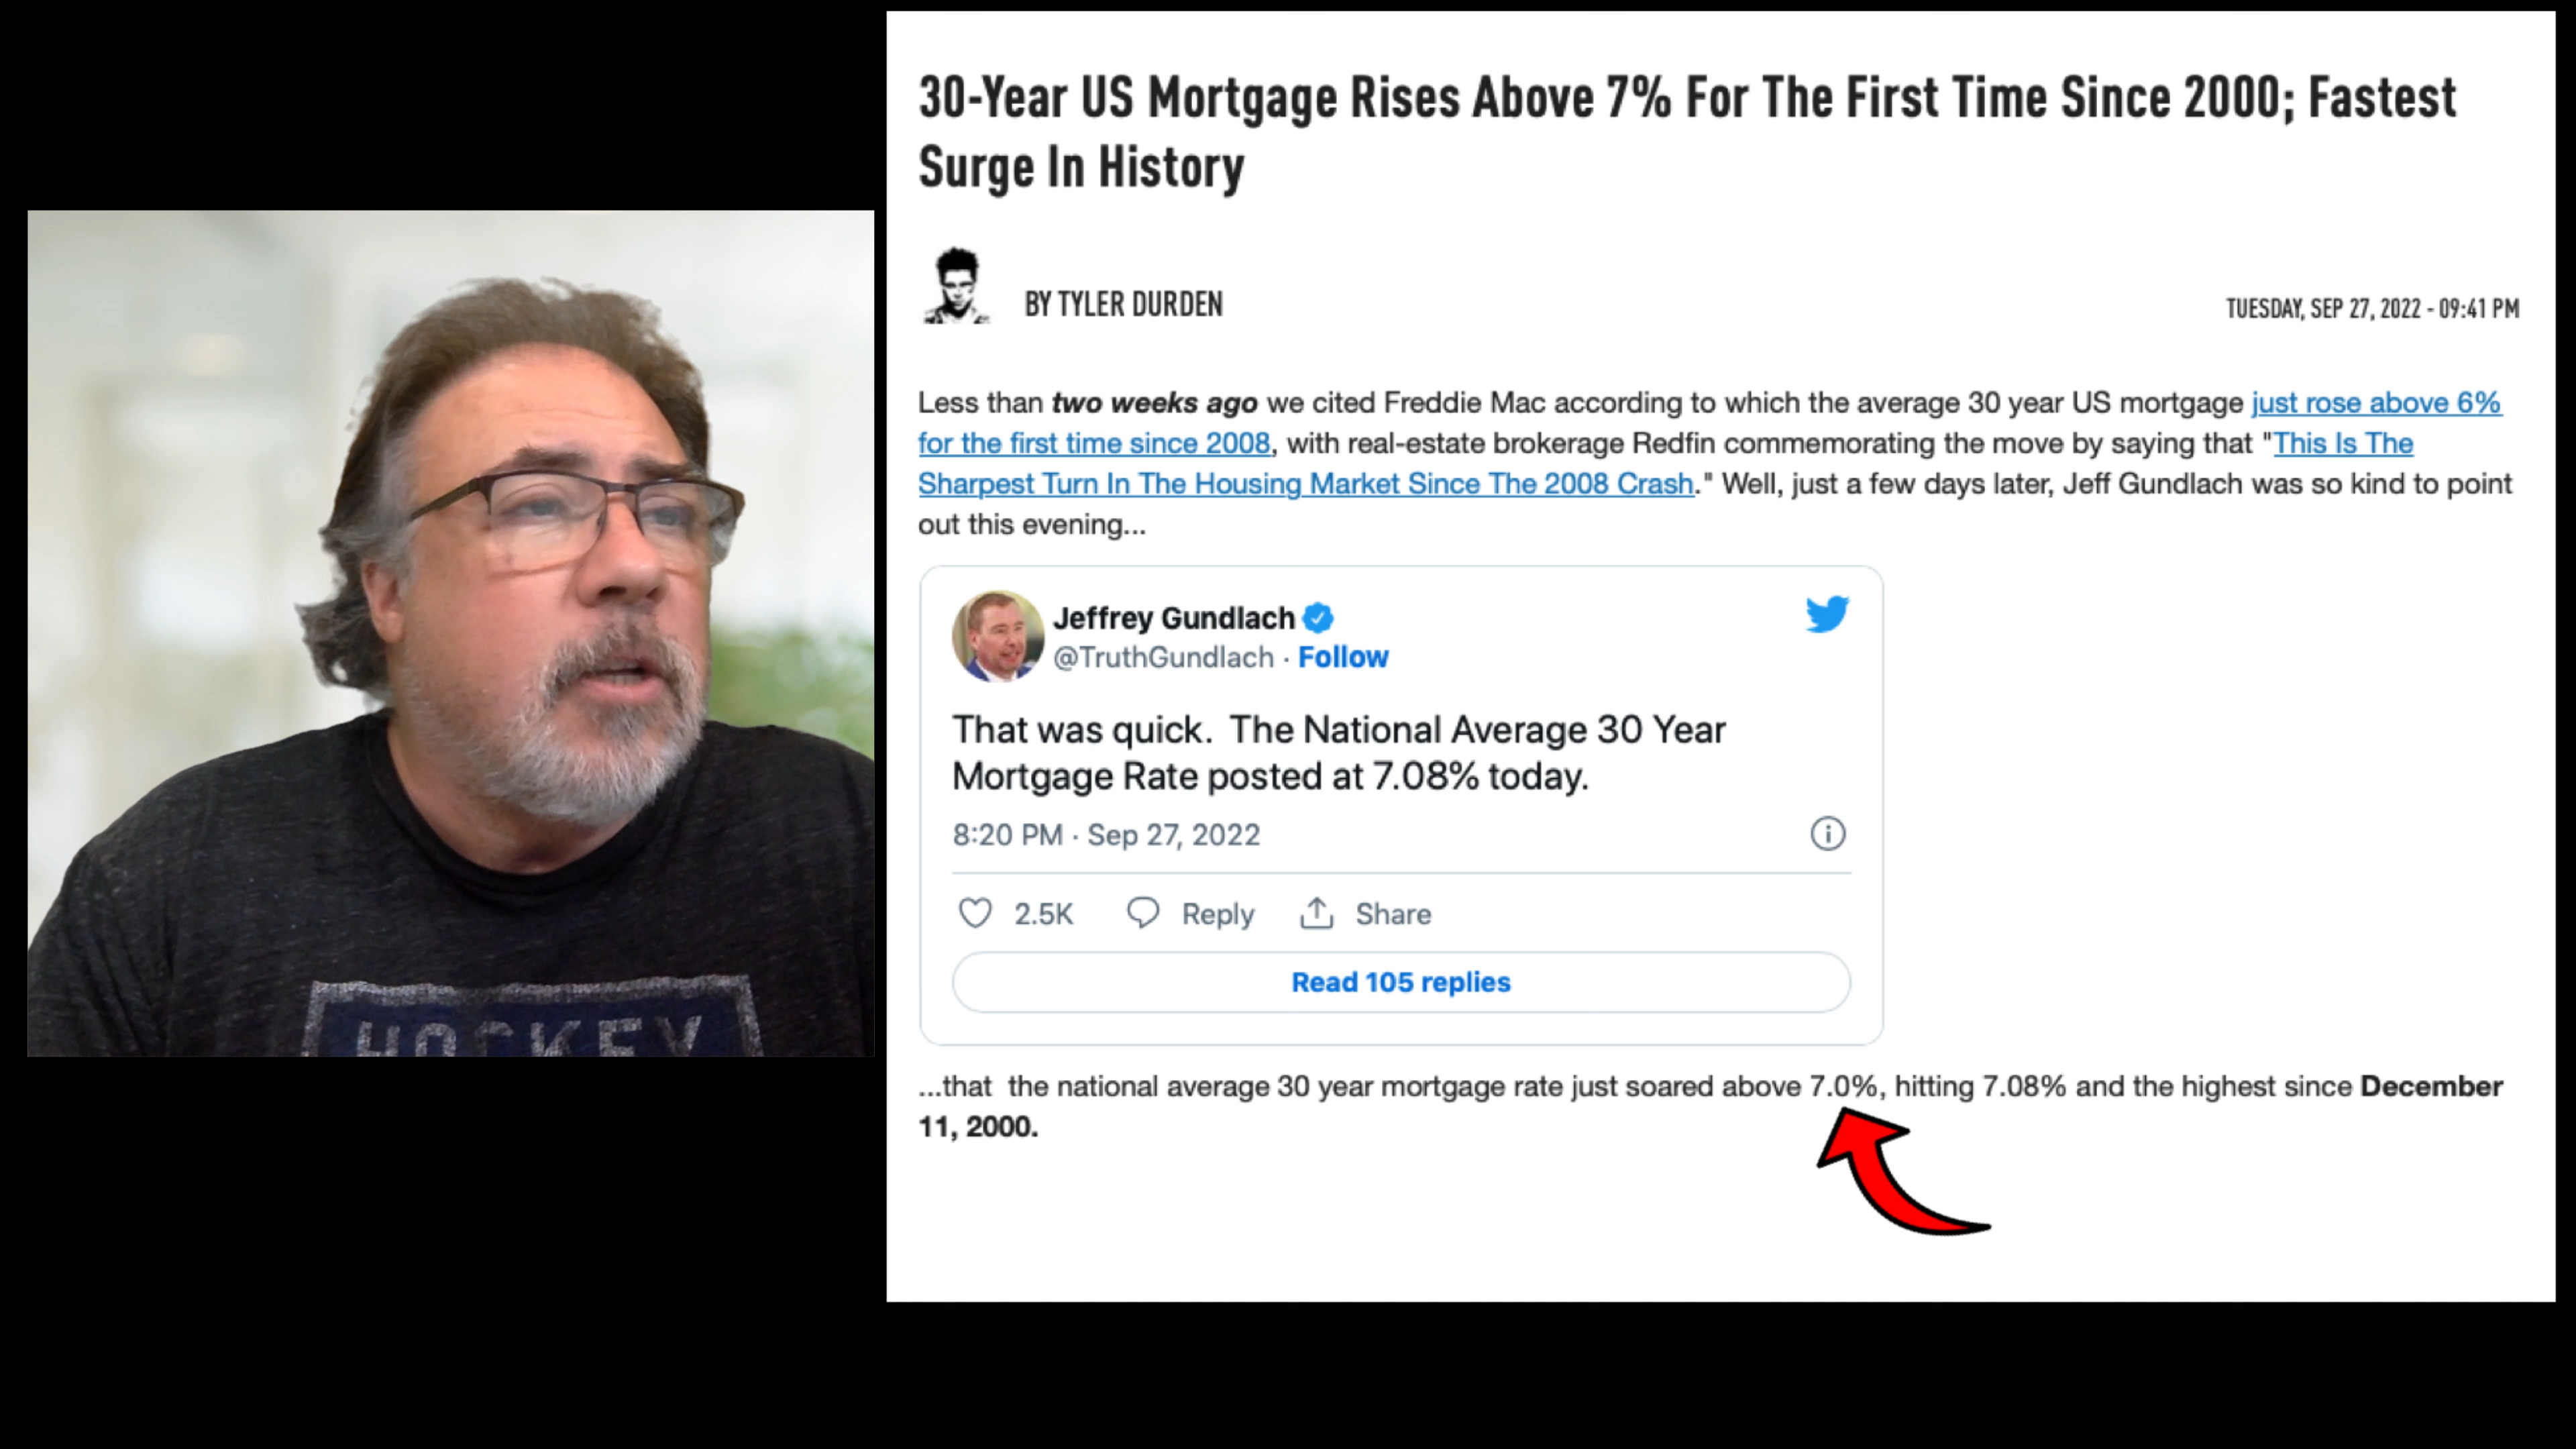 30-Year US Mortgage Rises Above 7% For The First Time Since 2000; Fastest
Surge In History
BY TYLER DURDEN
TUESDAY, SEP 27, 2022 - 09:41 PM
Less than two weeks ago we cited Freddie Mac according to which the average 30 year US mortgage just rose above 6%
for the first time since 2008, with real-estate brokerage Redfin commemorating the move by saying that "This Is The
Sharpest Turn In The Housing Market Since The 2008 Crash." Well, just a few days later, Jeff Gundlach was so kind to point
out this evening...
Jeffrey Gundlach
@TruthGundlach · Follow
That was quick. The National Average 30 Year
Mortgage Rate posted at 7.08% today.
8:20 PM · Sep 27, 2022
2.5K Reply Share
Read 105 replies
...that the national average 30 year mortgage rate just soared above 7.0%, hitting 7.08% and the highest since December
11, 2000.
HOCKEY